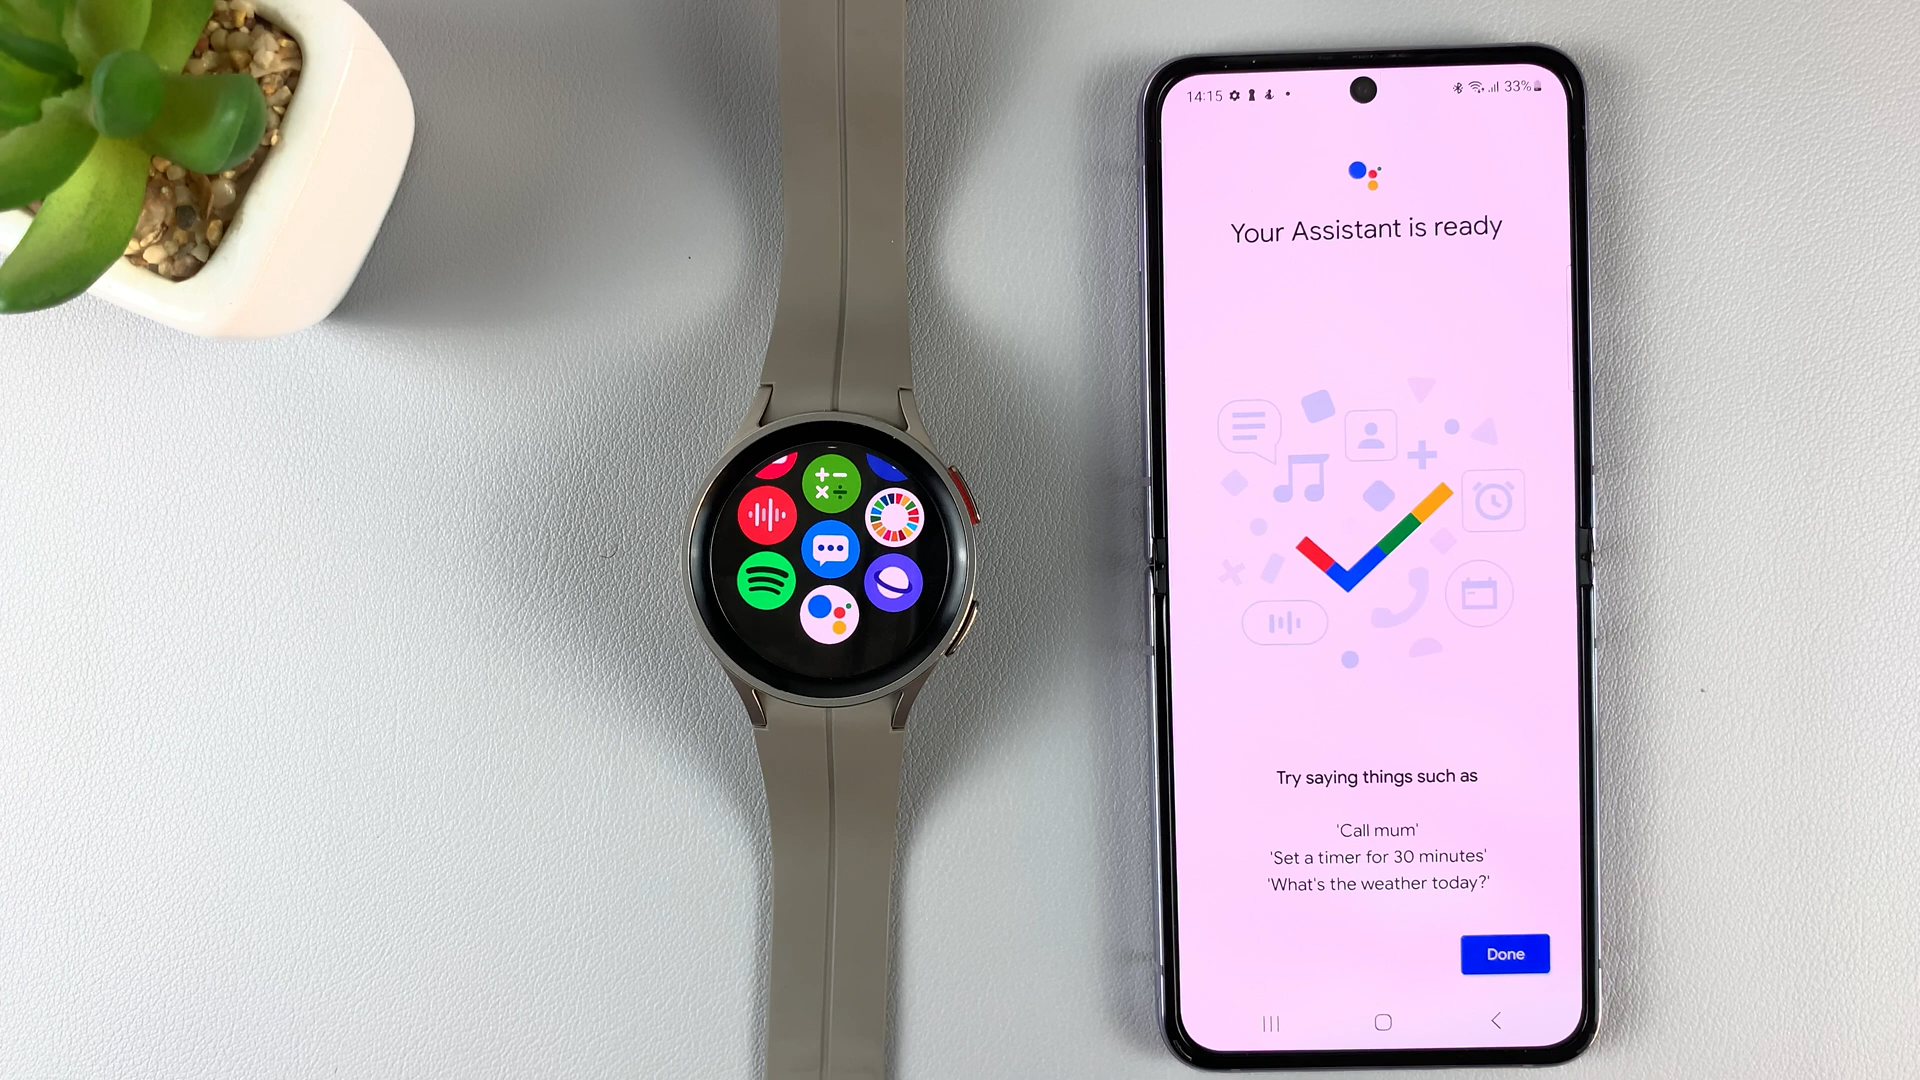 14:15
33%
Your Assistant is ready
Try saying things such as
'Call mum'
'Set a timer for 30 minutes'
'What's the weather today?'
Done